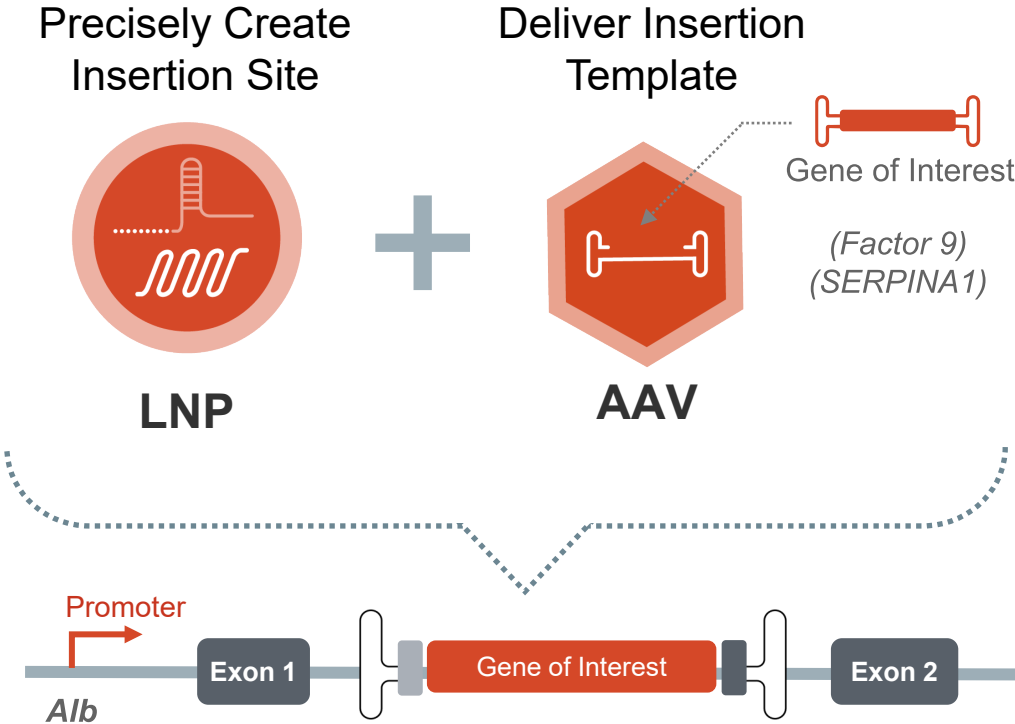 Precisely Create
Insertion Site
Deliver Insertion
Template
Gene of Interest
(Factor 9)
(SERPINA1)
LNP
AAV
Promoter
Exon 1
Gene of Interest
Exon 2
Alb